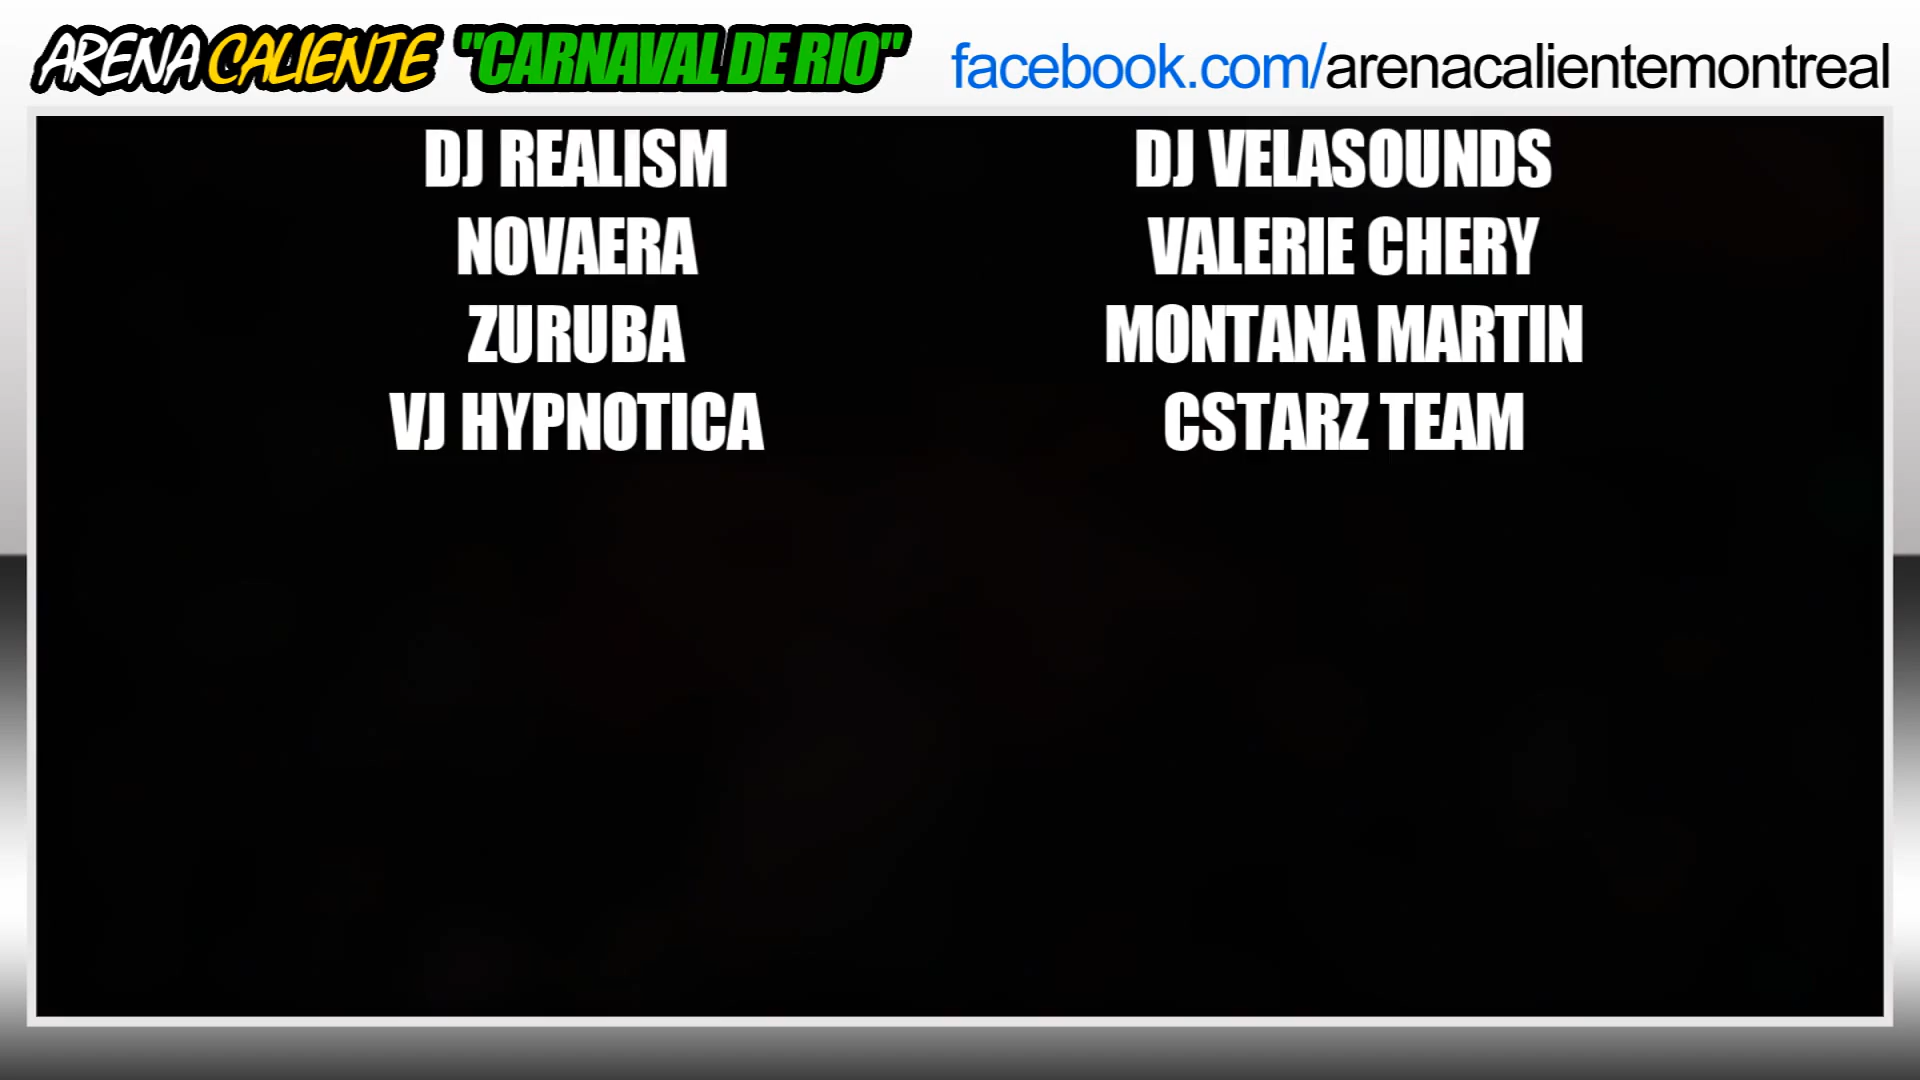 ARENA CALIENTE "CARNAVAL DE RIO" facebook.com/arenacalientemontreal
DJ REALISM
NOVAERA
ZURUBA
VJ HYPNOTICA
DJ VELASOUNDS
VALERIE CHERY
MONTANA MARTIN
CSTARZ TEAM